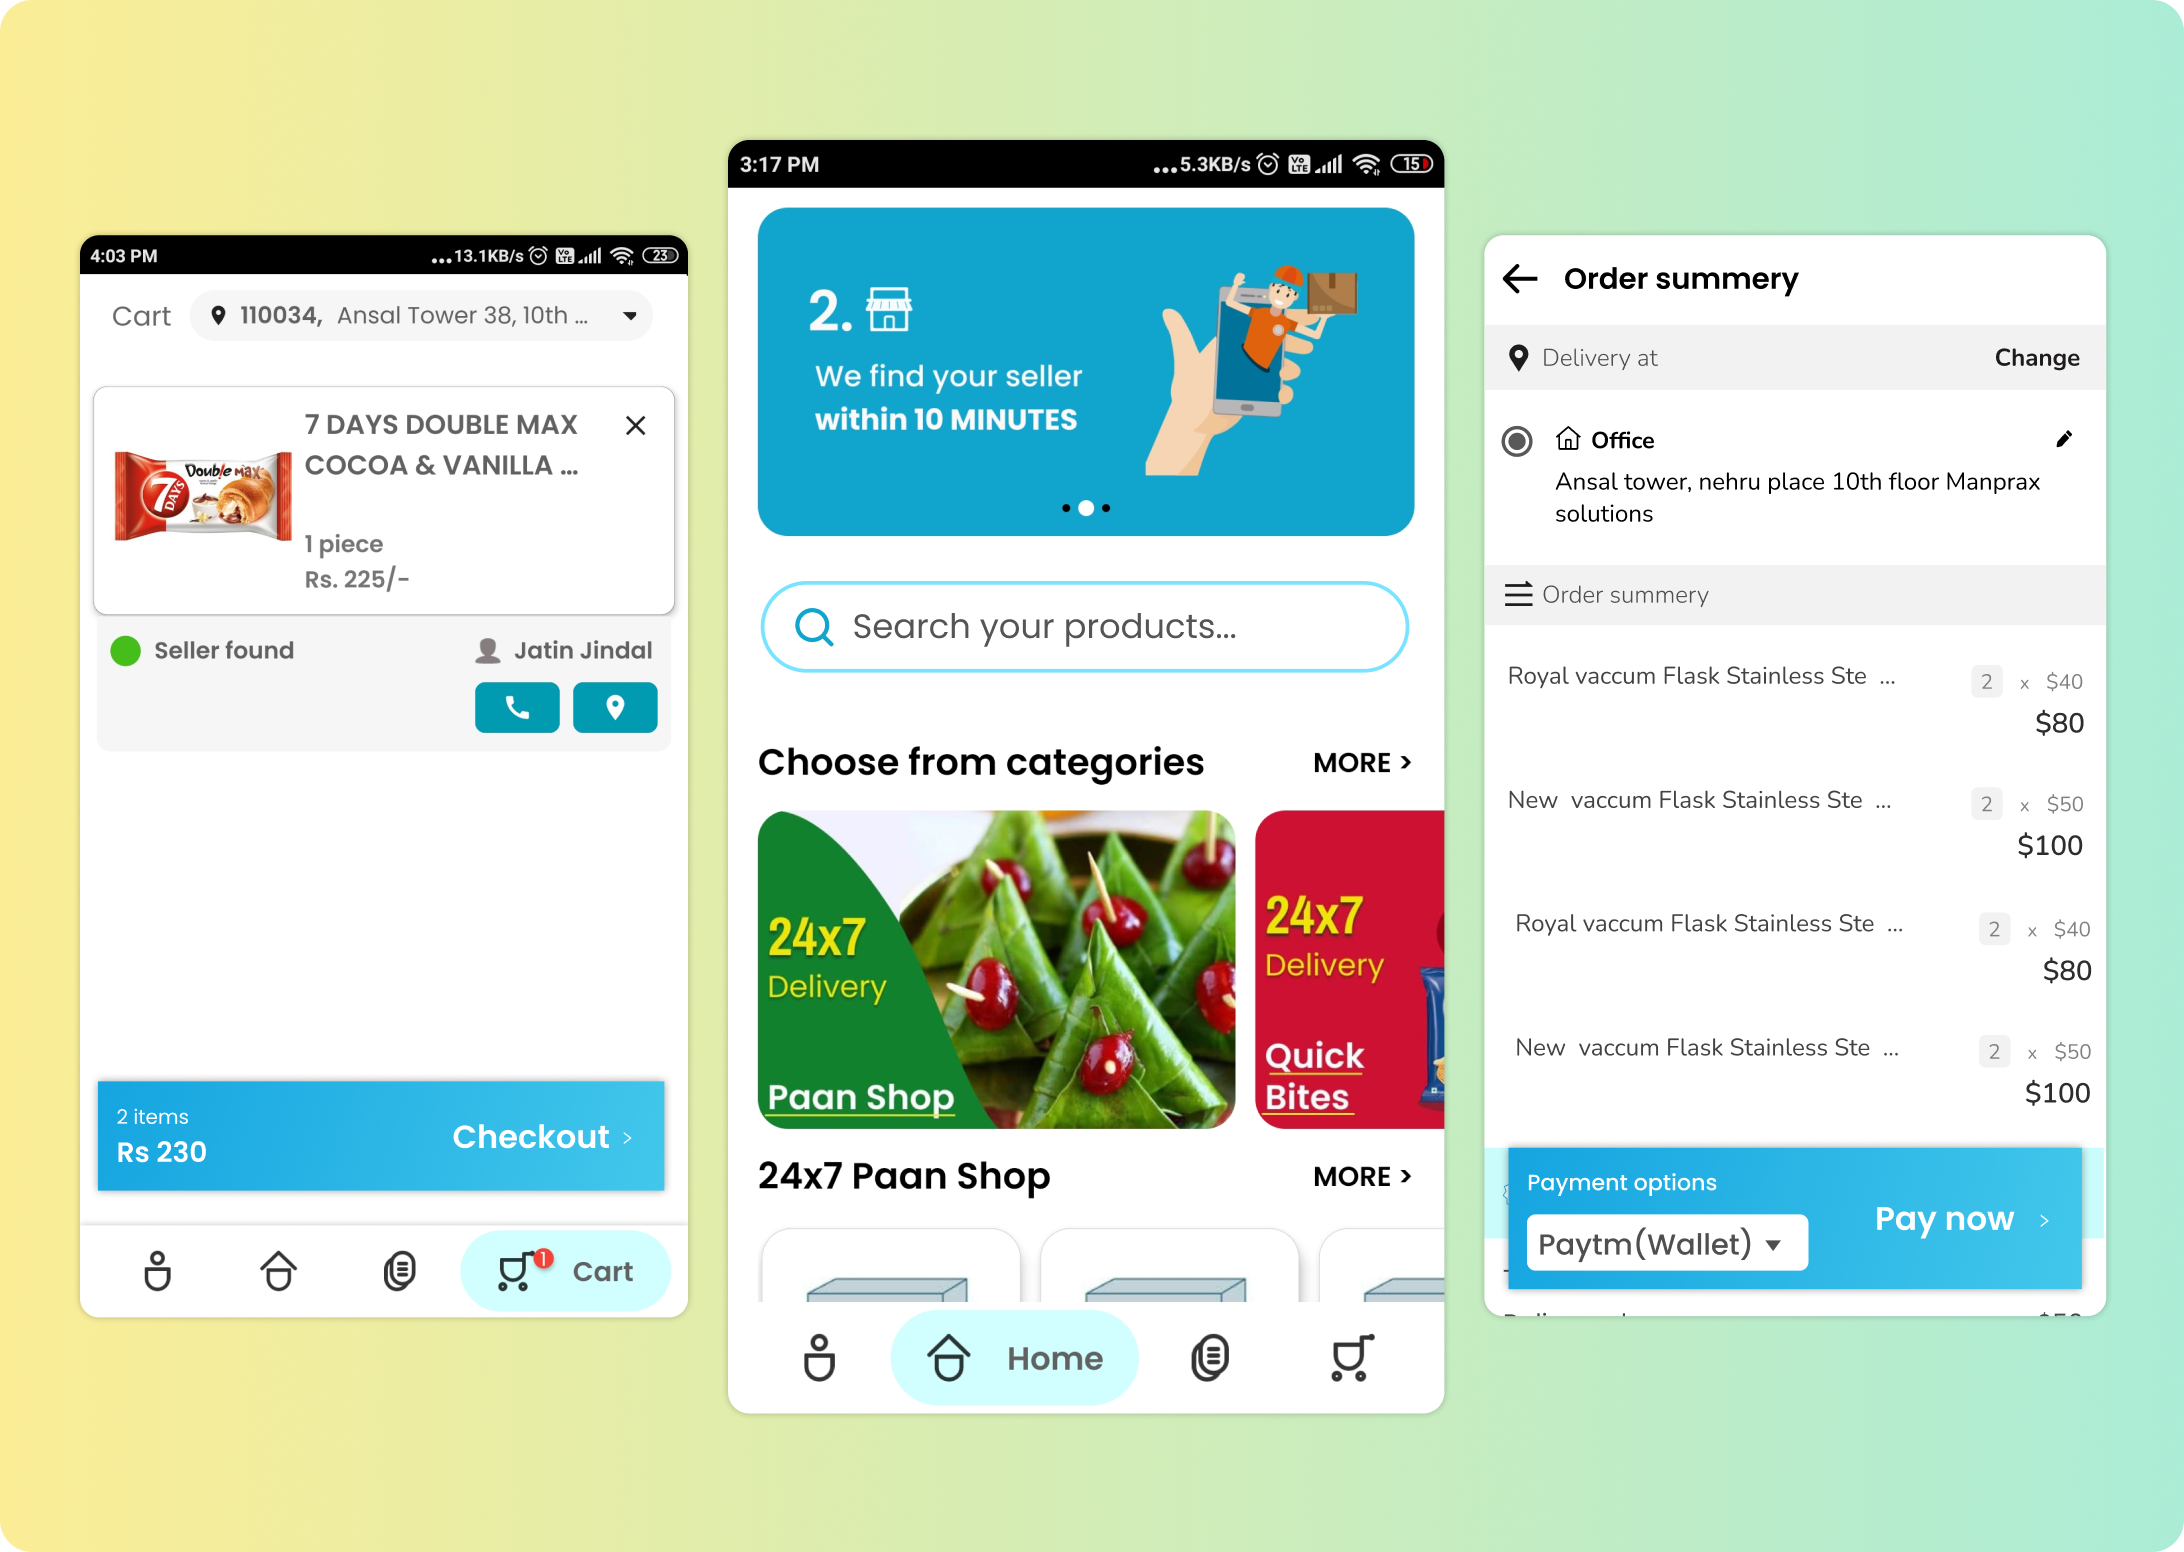 4:03 PM
...13.1KB/s
Vo
LTE
23
Cart
110034, Ansal Tower 38, 10th ...
7 DAYS DOUBLE MAX
COCOA & VANILLA ...
Double Max
7
DAYS
1 piece
Rs. 225/-
Seller found
Jatin Jindal
2 items
Rs 230
Checkout >
1
Cart
3:17 PM
...5.3KB/s
Vo
LTE
15
2.
We find your seller
within 10 MINUTES
Search your products...
Choose from categories
MORE >
24x7
Delivery
Paan Shop
24x7
Delivery
Quick
Bites
24x7 Paan Shop
MORE >
Home
Order summery
Delivery at
Change
Office
Ansal tower, nehru place 10th floor Manprax
solutions
Order summery
Royal vaccum Flask Stainless Ste ...
2 x $40
$80
New vaccum Flask Stainless Ste ...
2 x $50
$100
Royal vaccum Flask Stainless Ste ...
2 x $40
$80
New vaccum Flask Stainless Ste ...
2 x $50
$100
Payment options
Paytm(Wallet)
Pay now >